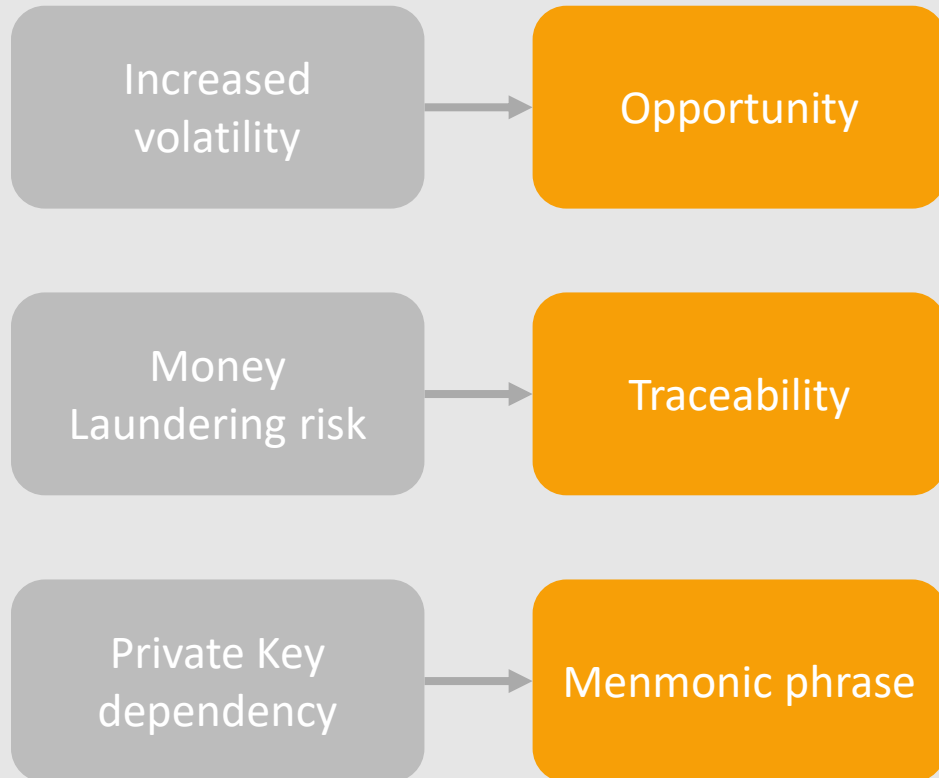 Increased
volatility
Opportunity
Money
Laundering risk
Traceability
Private Key
dependency
Menmonic phrase